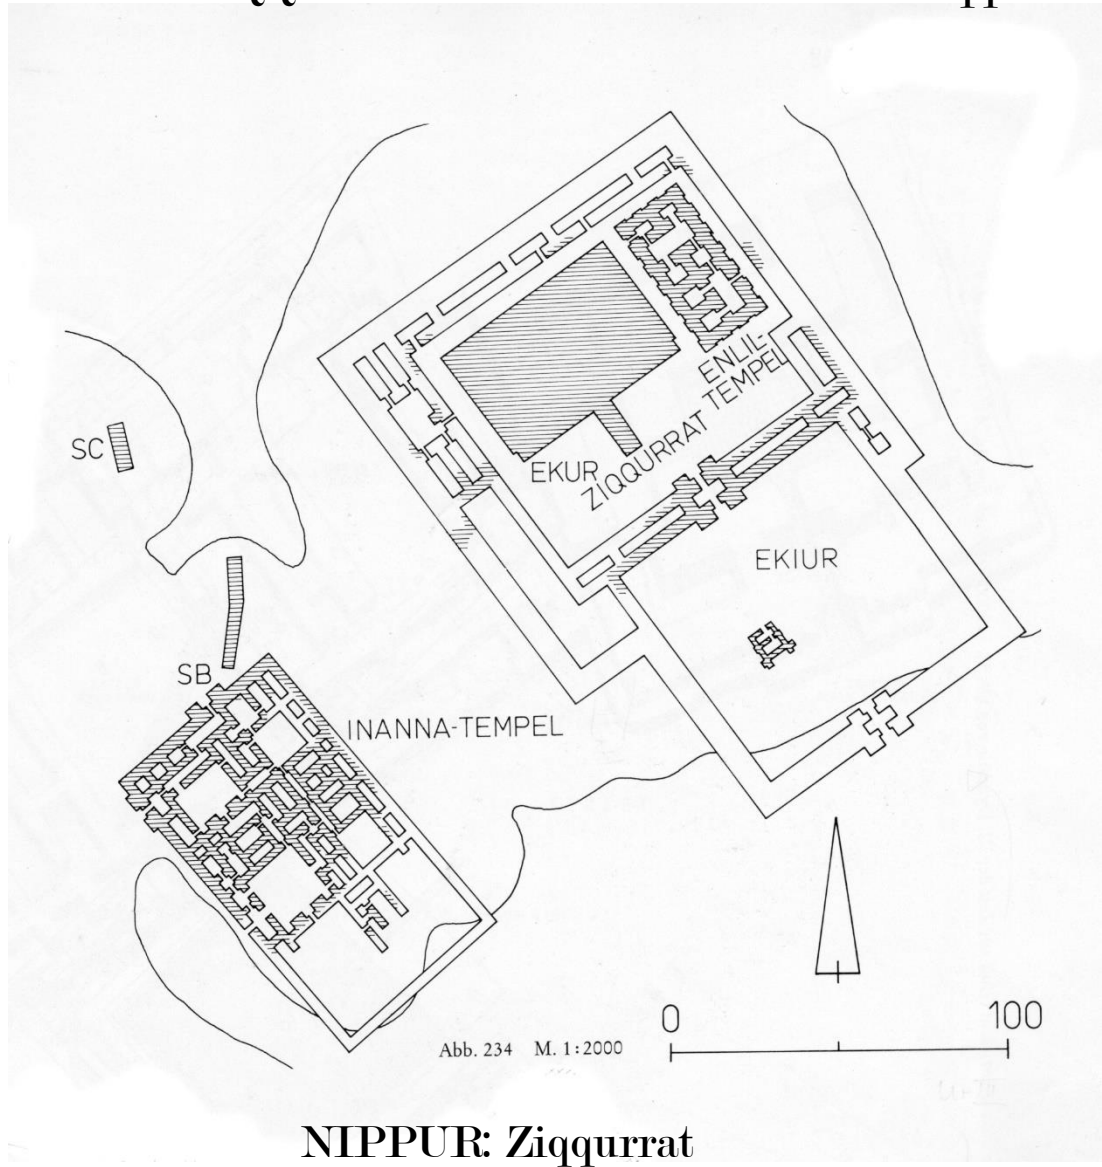 ENLIL-
TEMPEL
SC
EKUR
ZIQQURRAT
EKIUR
SB
INANNA-TEMPEL
0 100
Abb. 234 M. 1:2000
NIPPUR: Ziqqurrat